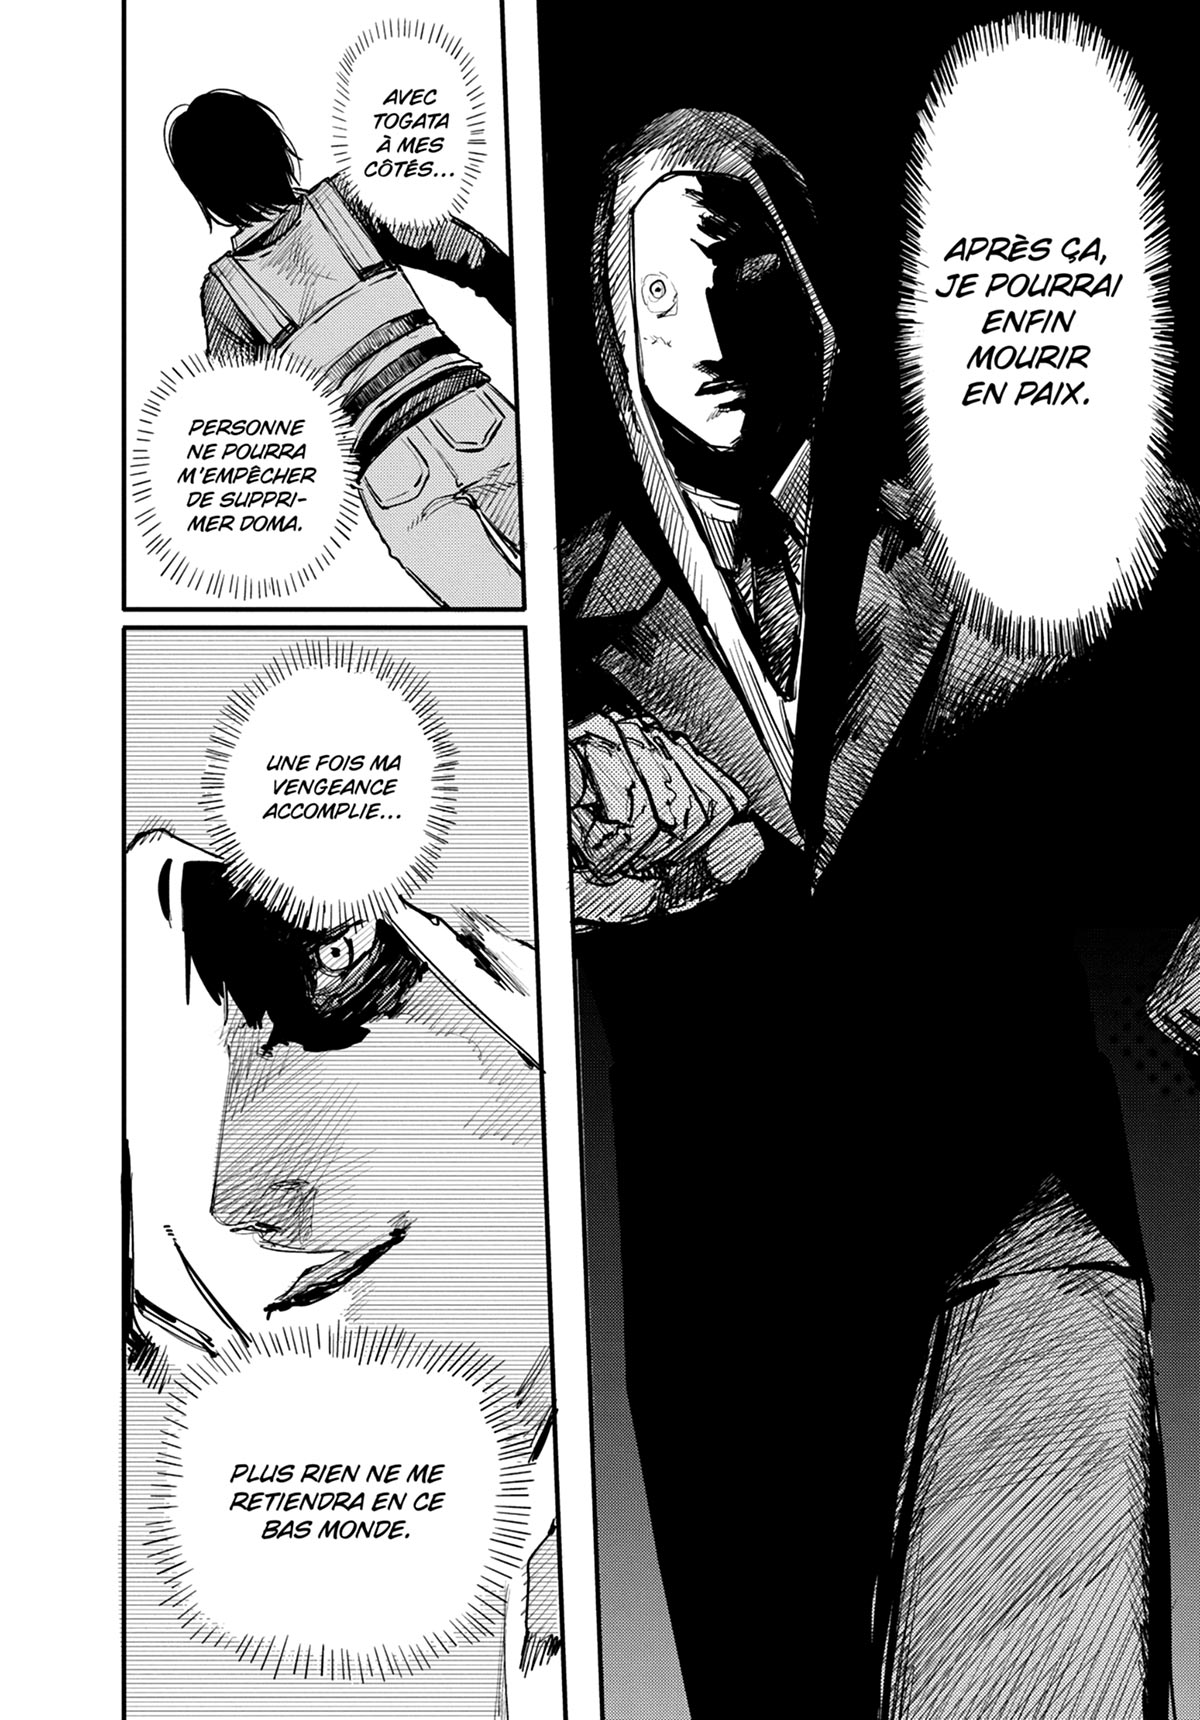 APRÈS ÇA,
JE POURRAI
ENFIN
MOURIR
EN PAIX.
AVEC
TOGATA
À MES
CÔTÉS...
PERSONNE
NE POURRA
M'EMPÊCHER
DE SUPPRI-
MER DOMA.
UNE FOIS MA
VENGEANCE
ACCOMPLIE...
PLUS RIEN NE ME
RETIENDRA EN CE
BAS MONDE.